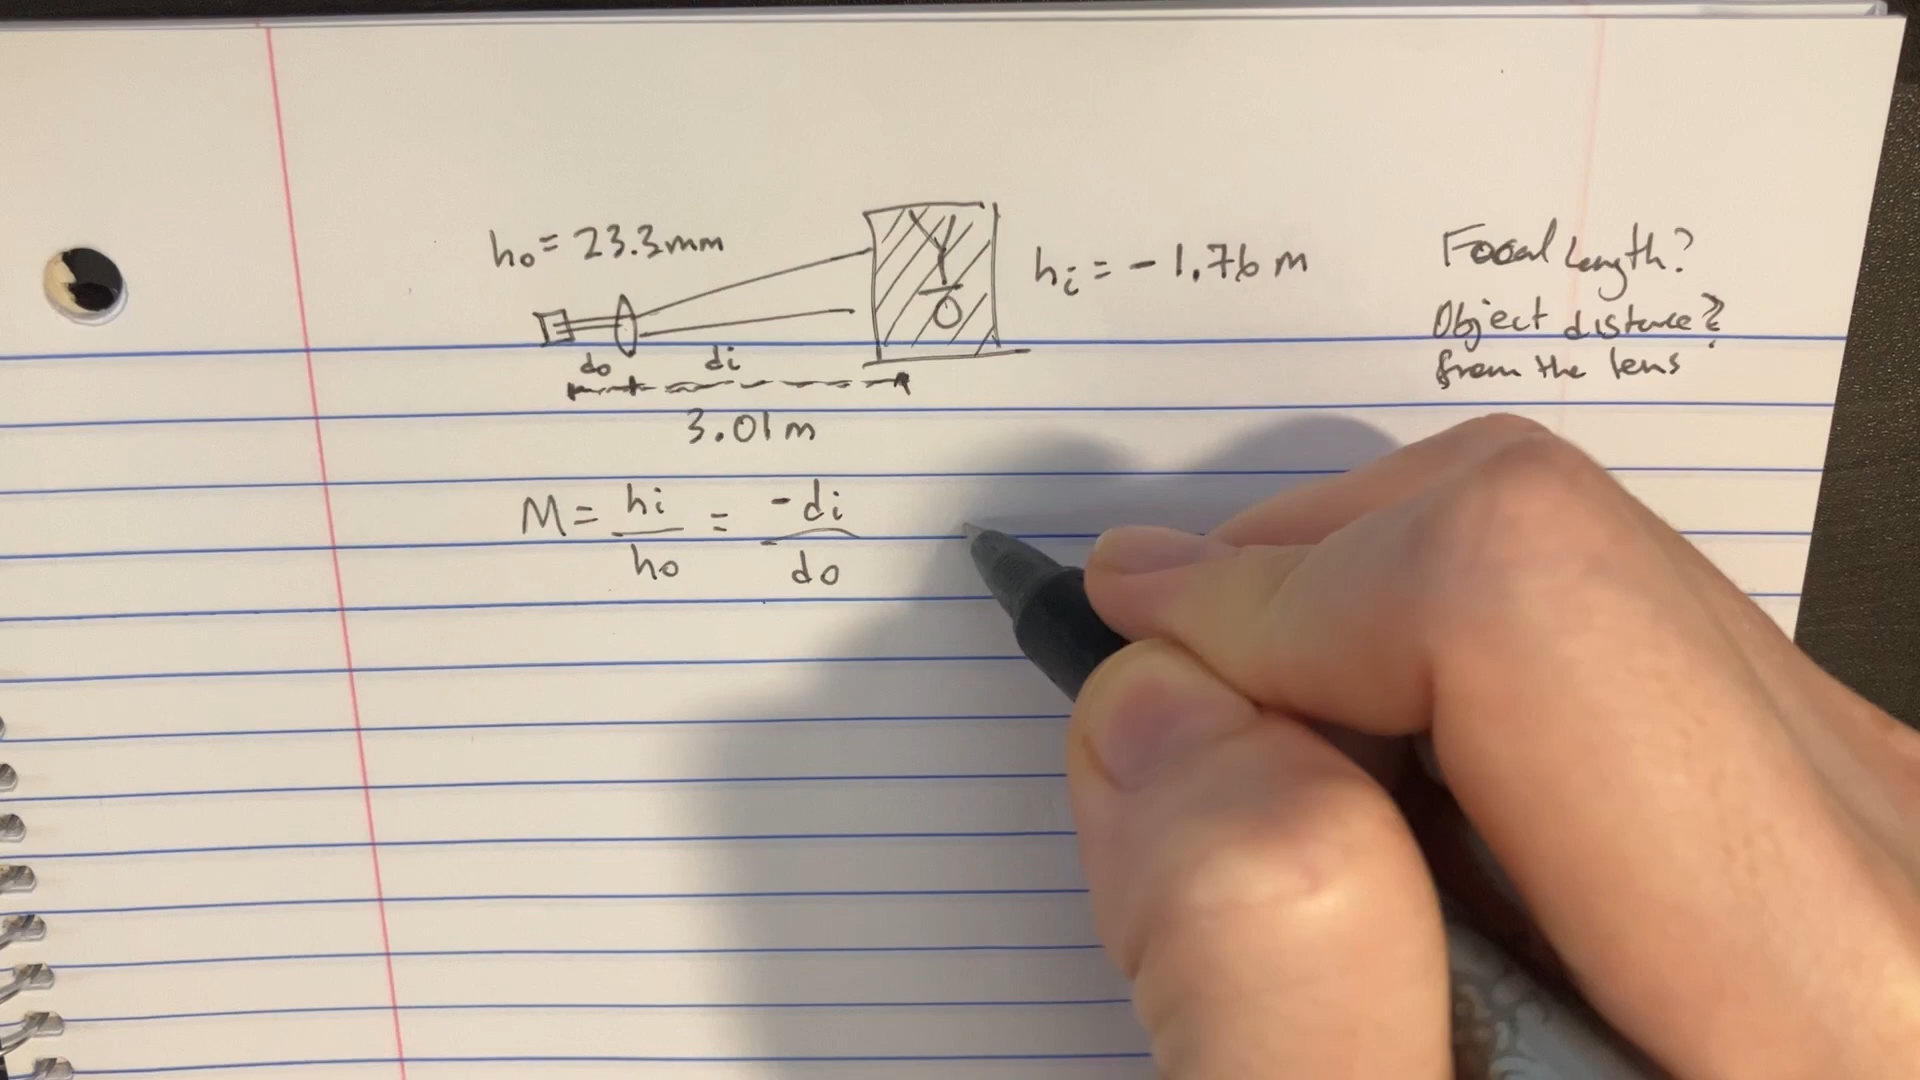 ho = 23.3mm
hi = - 1.76 m
Focal Length?
Object distance?
from the lens
do di
3.01m
M = hi/ho = -di/do